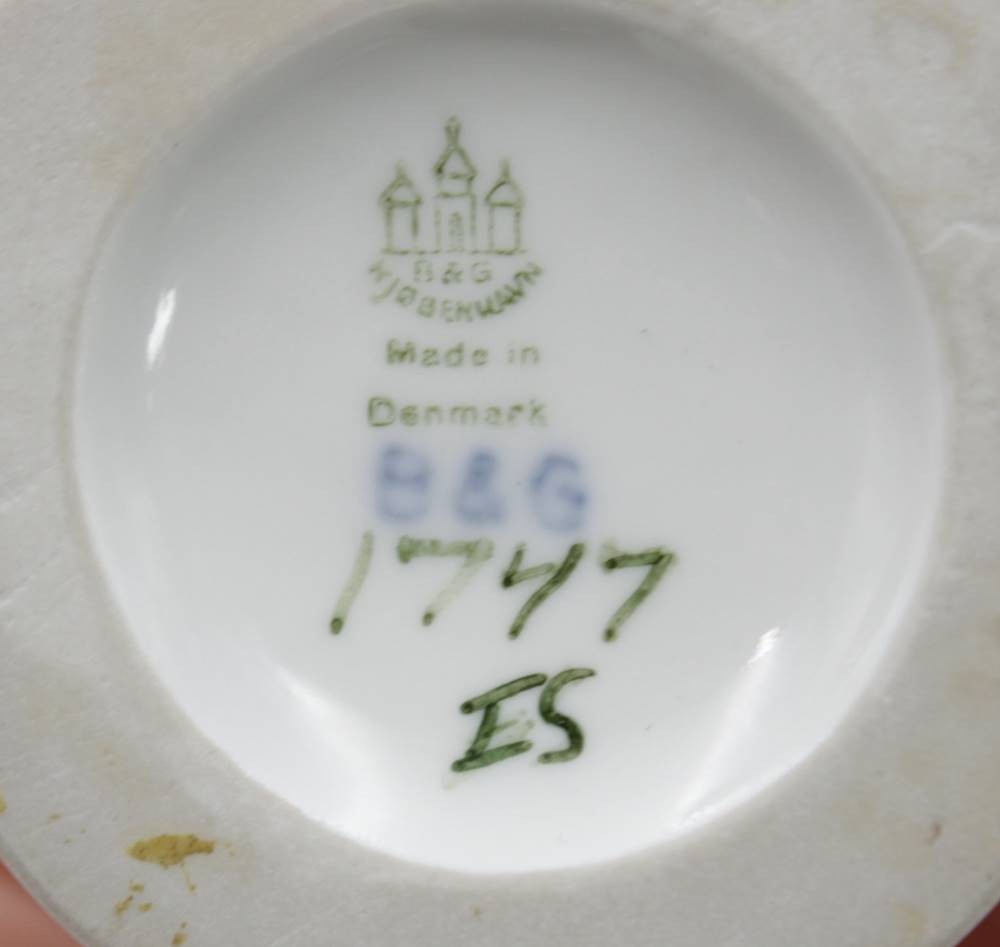 B&G
KJØBENHAVN
Made in
Denmark
B&G
1747
ES